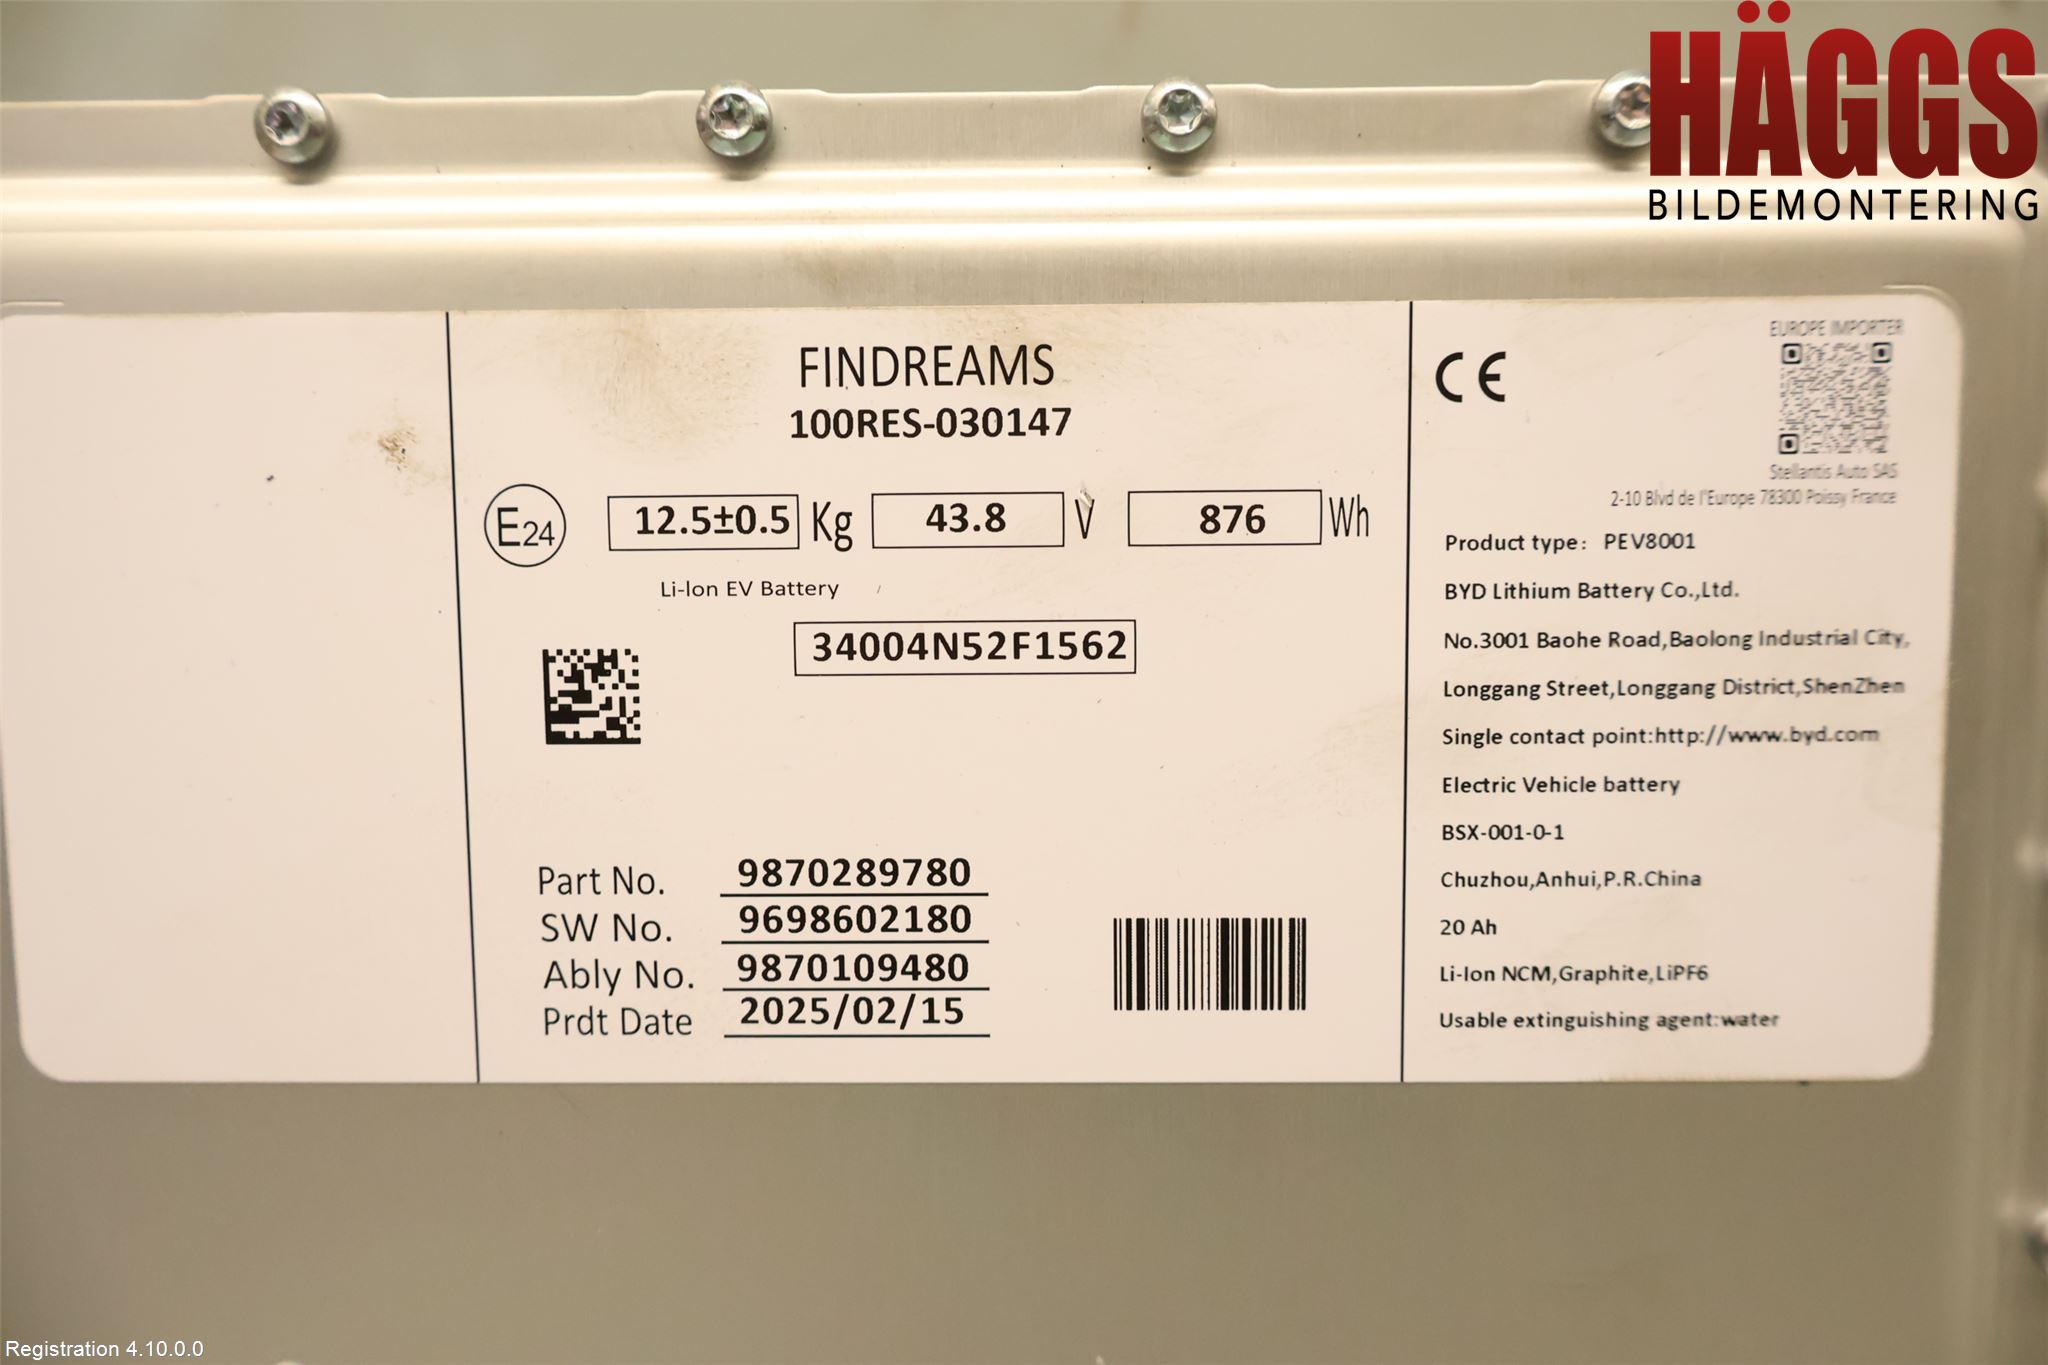 HÄGGS
BILDEMONTERING
FINDREAMS
100RES-030147
E24
12.5±0.5 Kg 43.8 V 876 Wh
Li-Ion EV Battery
34004N52F1562
Part No. 9870289780
SW No. 9698602180
Ably No. 9870109480
Prdt Date 2025/02/15
CE
EUROPE IMPORTER
Stellantis Auto SAS
2-10 Blvd de l'Europe 78300 Poissy France
Product type: PEV8001
BYD Lithium Battery Co.,Ltd.
No.3001 Baohe Road,Baolong Industrial City,
Longgang Street,Longgang District,ShenZhen
Single contact point:http://www.byd.com
Electric Vehicle battery
BSX-001-0-1
Chuzhou,Anhui,P.R.China
20 Ah
Li-Ion NCM,Graphite,LiPF6
Usable extinguishing agent:water
Registration 4.10.0.0